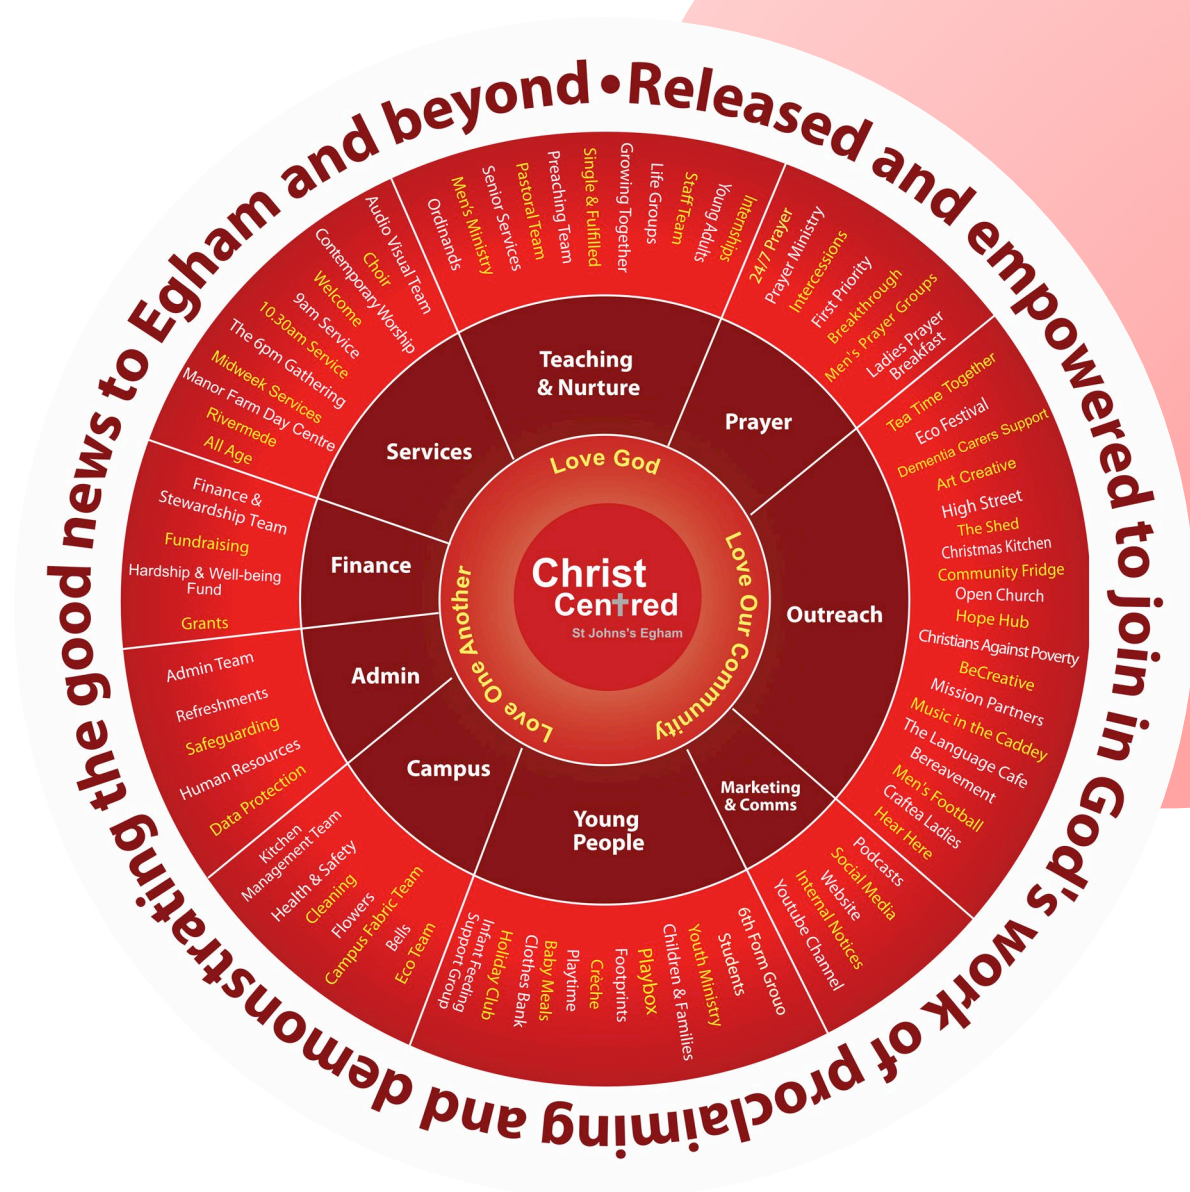 Released and empowered to join in God's work of proclaiming and demonstrating the good news to Egham and beyond •
Christ
Centred
St Johns's Egham
Love God
Love Our Community
Love One Another
Teaching
& Nurture
Ordinands
Men's Ministry
Senior Services
Pastoral Team
Preaching Team
Single & Fulfilled
Growing Together
Life Groups
Staff Team
Young Adults
Internships
Prayer
24/7 Prayer
Prayer Ministry
Intercessions
First Priority
Breakthrough
Men's Prayer Groups
Ladies Prayer
Breakfast
Outreach
Tea Time Together
Eco Festival
Dementia Carers Support
Art Creative
High Street
The Shed
Christmas Kitchen
Community Fridge
Open Church
Hope Hub
Christians Against Poverty
BeCreative
Mission Partners
Music in the Caddey
The Language Cafe
Bereavement
Men's Football
Craftea Ladies
Hear Here
Marketing
& Comms
Podcasts
Social Media
Website
Internal Notices
Youtube Channel
Young
People
6th Form Grouo
Students
Youth Ministry
Children & Families
Playbox
Footprints
Crèche
Playtime
Baby Meals
Clothes Bank
Holiday Club
Infant Feeding
Support Group
Campus
Eco Team
Bells
Campus Fabric Team
Flowers
Cleaning
Health & Safety
Kitchen
Management Team
Admin
Data Protection
Human Resources
Safeguarding
Refreshments
Admin Team
Finance
Grants
Hardship & Well-being
Fund
Fundraising
Finance &
Stewardship Team
Services
All Age
Rivermede
Manor Farm Day Centre
Midweek Services
The 6pm Gathering
10.30am Service
9am Service
Welcome
Contemporary Worship
Choir
Audio Visual Team